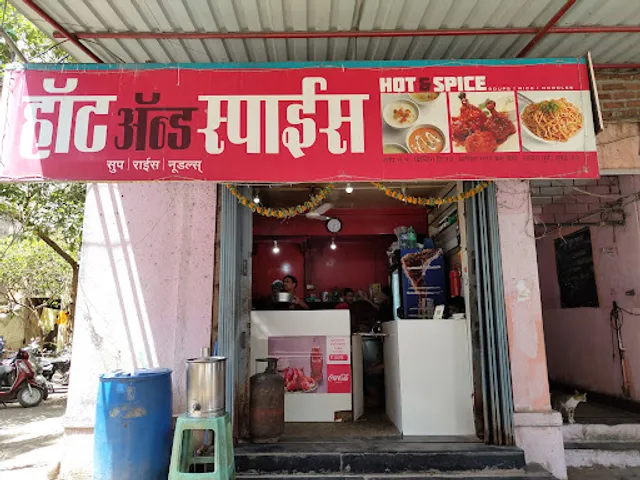 हॉट अ‍ॅन्ड स्पाईस
सुप | राईस | नूडल्स्
HOT & SPICE
SOUPS | RICE | NOODLES
Coca-Cola